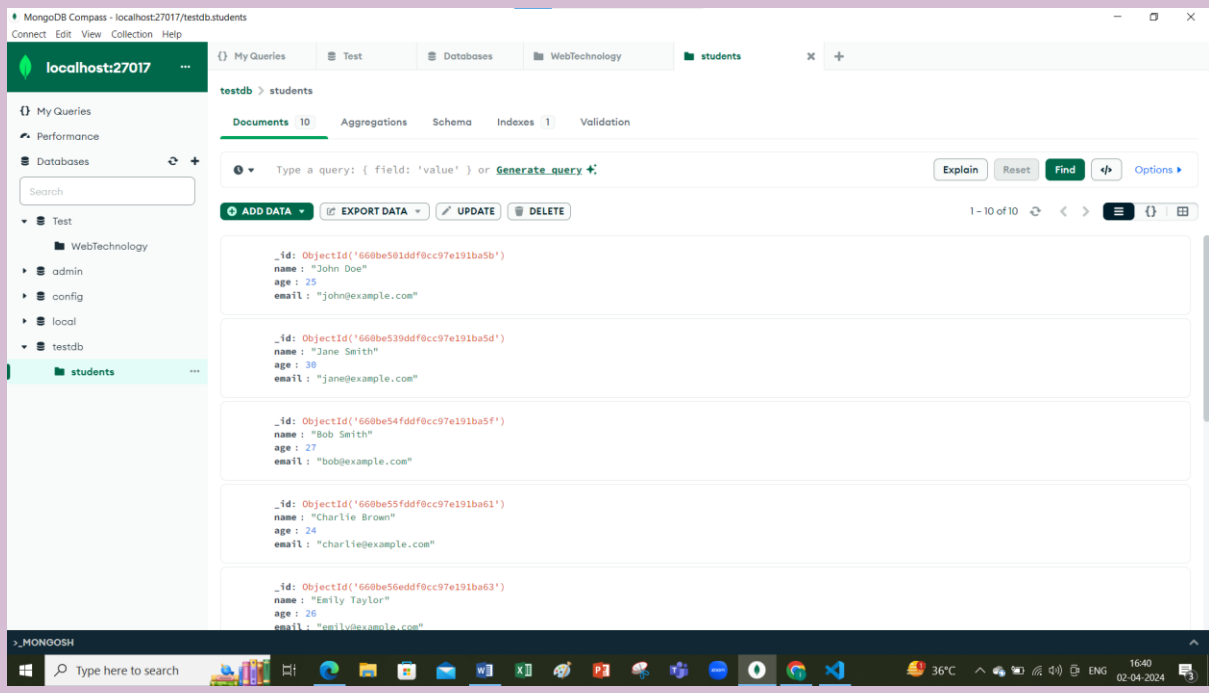 MongoDB Compass - localhost:27017/testdb.students
Connect Edit View Collection Help
localhost:27017 ...
{} My Queries
Test
Databases
WebTechnology
students
testdb > students
My Queries
Performance
Databases
Search
Test
WebTechnology
admin
config
local
testdb
students
Documents 10 Aggregations Schema Indexes 1 Validation
Type a query: { field: 'value' } or Generate query
Explain Reset Find </> Options
ADD DATA EXPORT DATA UPDATE DELETE
1 – 10 of 10
_id: ObjectId('660be501ddf0cc97e191ba5b')
name : "John Doe"
age : 25
email : "john@example.com"
_id: ObjectId('660be539ddf0cc97e191ba5d')
name : "Jane Smith"
age : 30
email : "jane@example.com"
_id: ObjectId('660be54fddf0cc97e191ba5f')
name : "Bob Smith"
age : 27
email : "bob@example.com"
_id: ObjectId('660be55fddf0cc97e191ba61')
name : "Charlie Brown"
age : 24
email : "charlie@example.com"
_id: ObjectId('660be56eddf0cc97e191ba63')
name : "Emily Taylor"
age : 26
email : "emily@example.com"
>_MONGOSH
Type here to search
36°C
ENG
16:40
02-04-2024
3